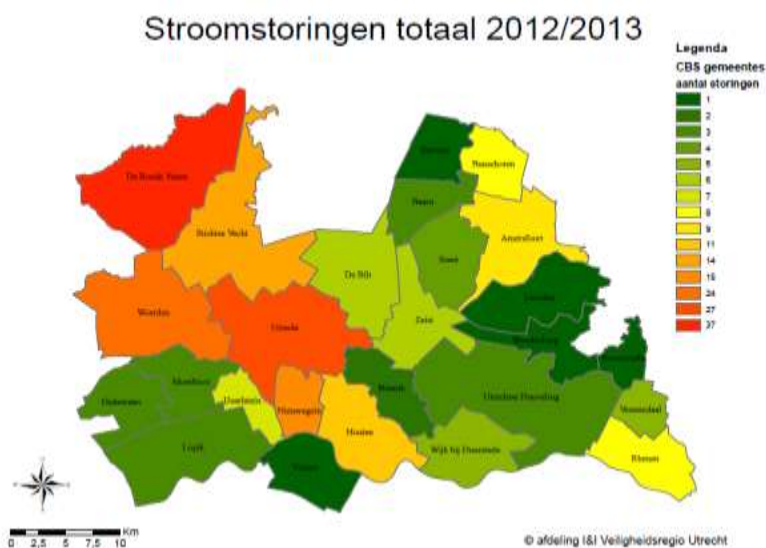 Stroomstoringen totaal 2012/2013
Legenda
CBS gemeentes
aantal storingen
1
2
3
4
5
6
7
8
9
11
14
15
24
27
37
De Ronde Venen
Bunschoten
Baarn
Stichtse Vecht
Amersfoort
Soest
De Bilt
Leusden
Woerden
Utrecht
Zeist
Woudenberg
Montfoort
Bunnik
Utrechtse Heuvelrug
Oudewater
IJsselstein
Nieuwegein
Veenendaal
Houten
Lopik
Wijk bij Duurstede
Rhenen
Vianen
0 2,5 5 7,5 10 Km
© afdeling I&I Veiligheidsregio Utrecht